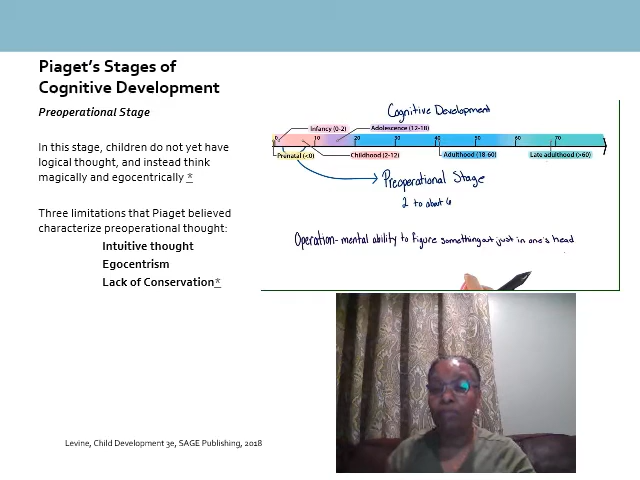 Piaget's Stages of
Cognitive Development
Preoperational Stage
In this stage, children do not yet have
logical thought, and instead think
magically and egocentrically *
Three limitations that Piaget believed
characterize preoperational thought:
Intuitive thought
Egocentrism
Lack of Conservation*
Levine, Child Development 3e, SAGE Publishing, 2018
Cognitive Development
Infancy (0-2) Adolescence (12-18)
0 10 20 30 40 50 60 70
Prenatal (<0) Childhood (2-12) Adulthood (18-60) Late adulthood (>60)
Preoperational Stage
2 to about 6
Operation- mental ability to figure something out just in one's head